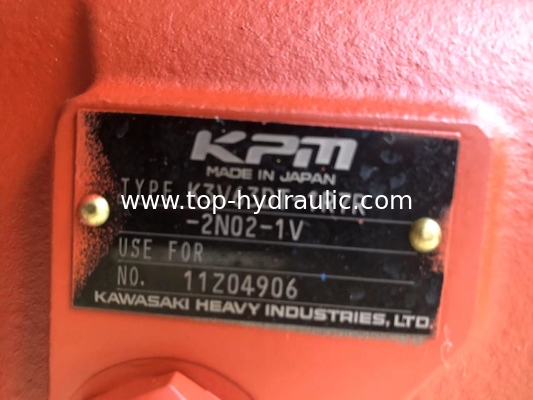 KPM
MADE IN JAPAN
www.top-hydraulic.com
TYPE
-2N02-1V
USE FOR
NO. 11Z04906
KAWASAKI HEAVY INDUSTRIES, LTD.